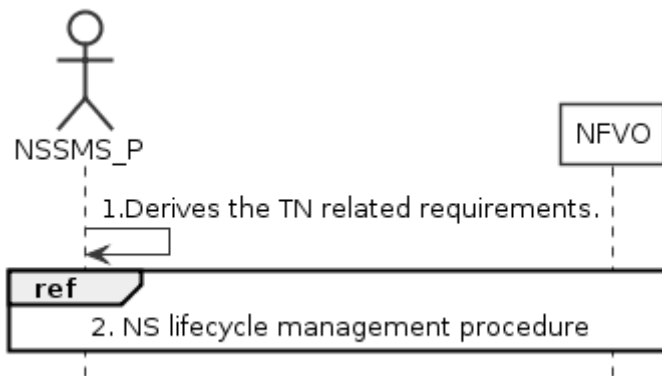 NSSMS_P
NFVO
1.Derives the TN related requirements.
ref
2. NS lifecycle management procedure